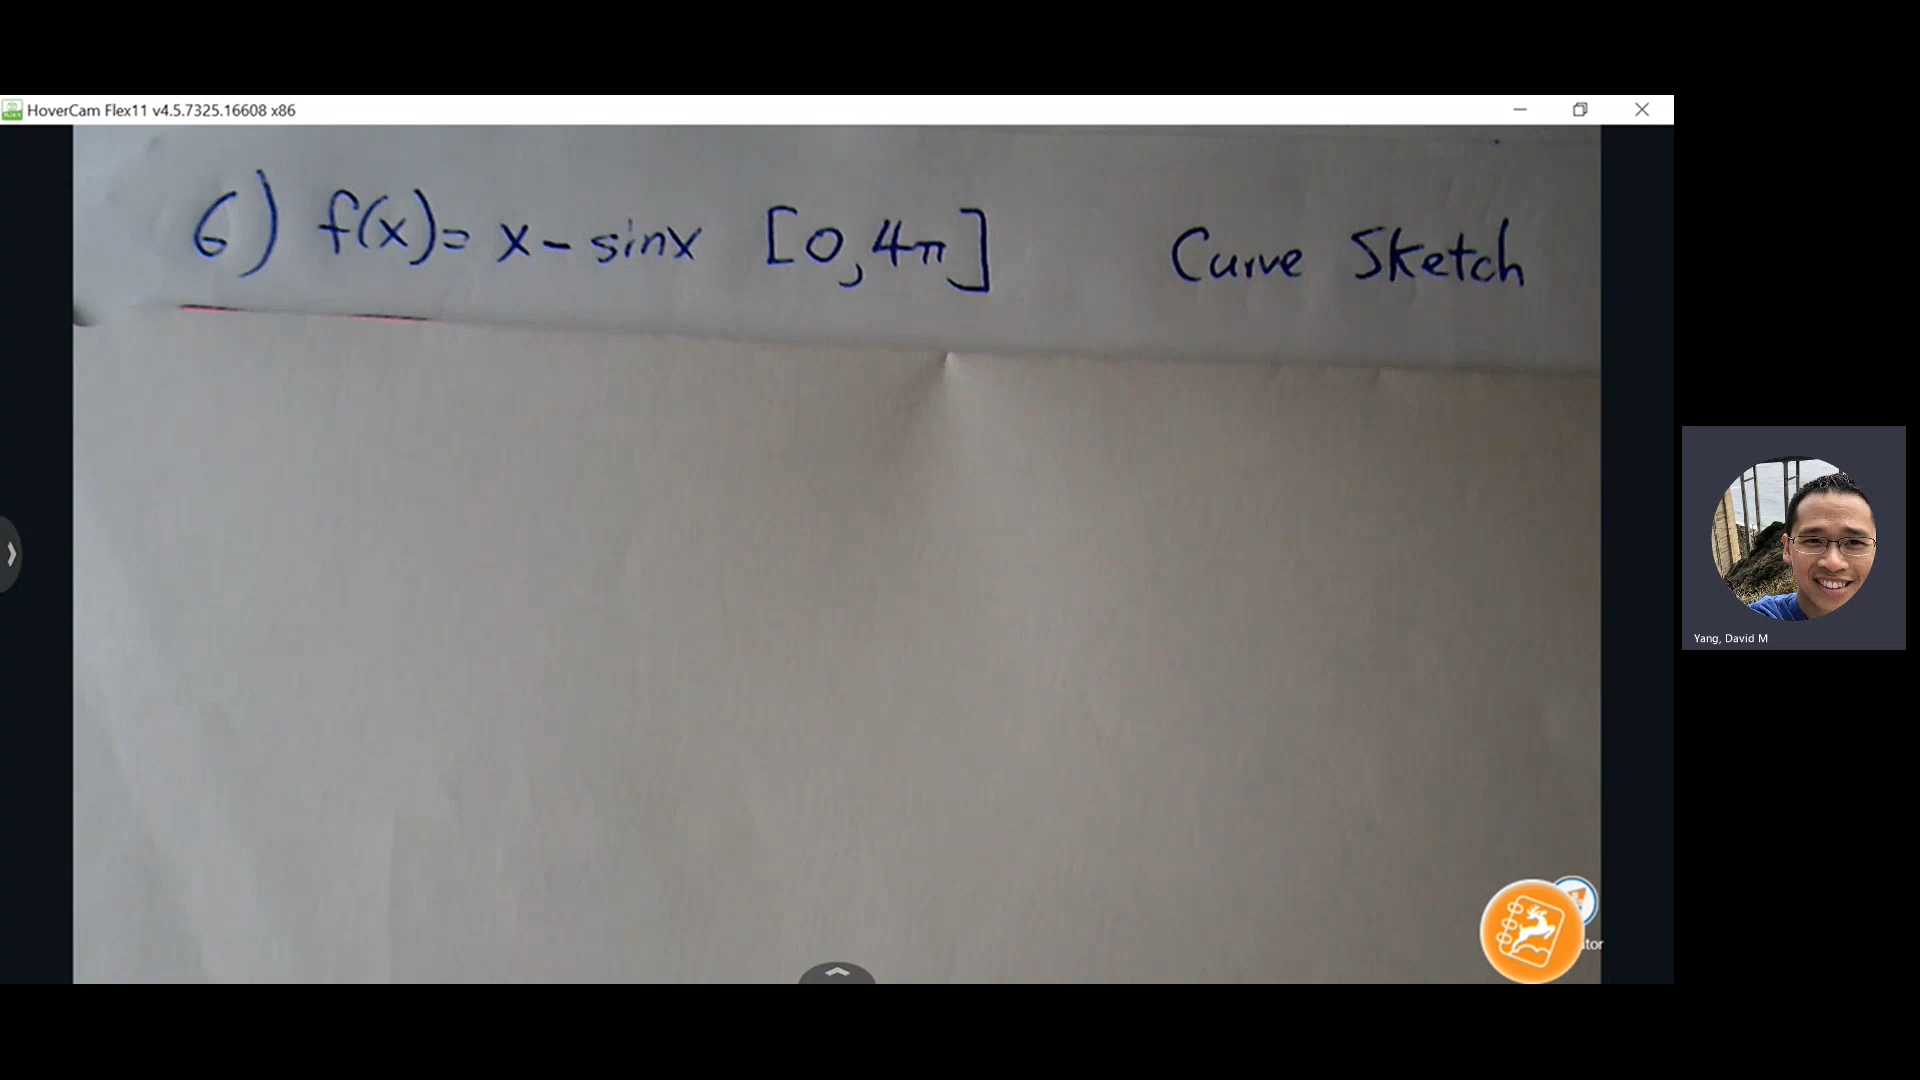 HoverCam Flex11 v4.5.7325.16608 x86
6) f(x)= x - sinx [0,4π] Curve Sketch
Yang, David M